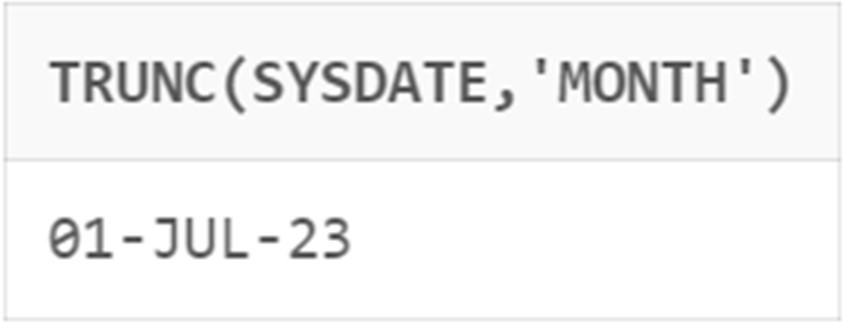 TRUNC(SYSDATE,'MONTH')
01-JUL-23